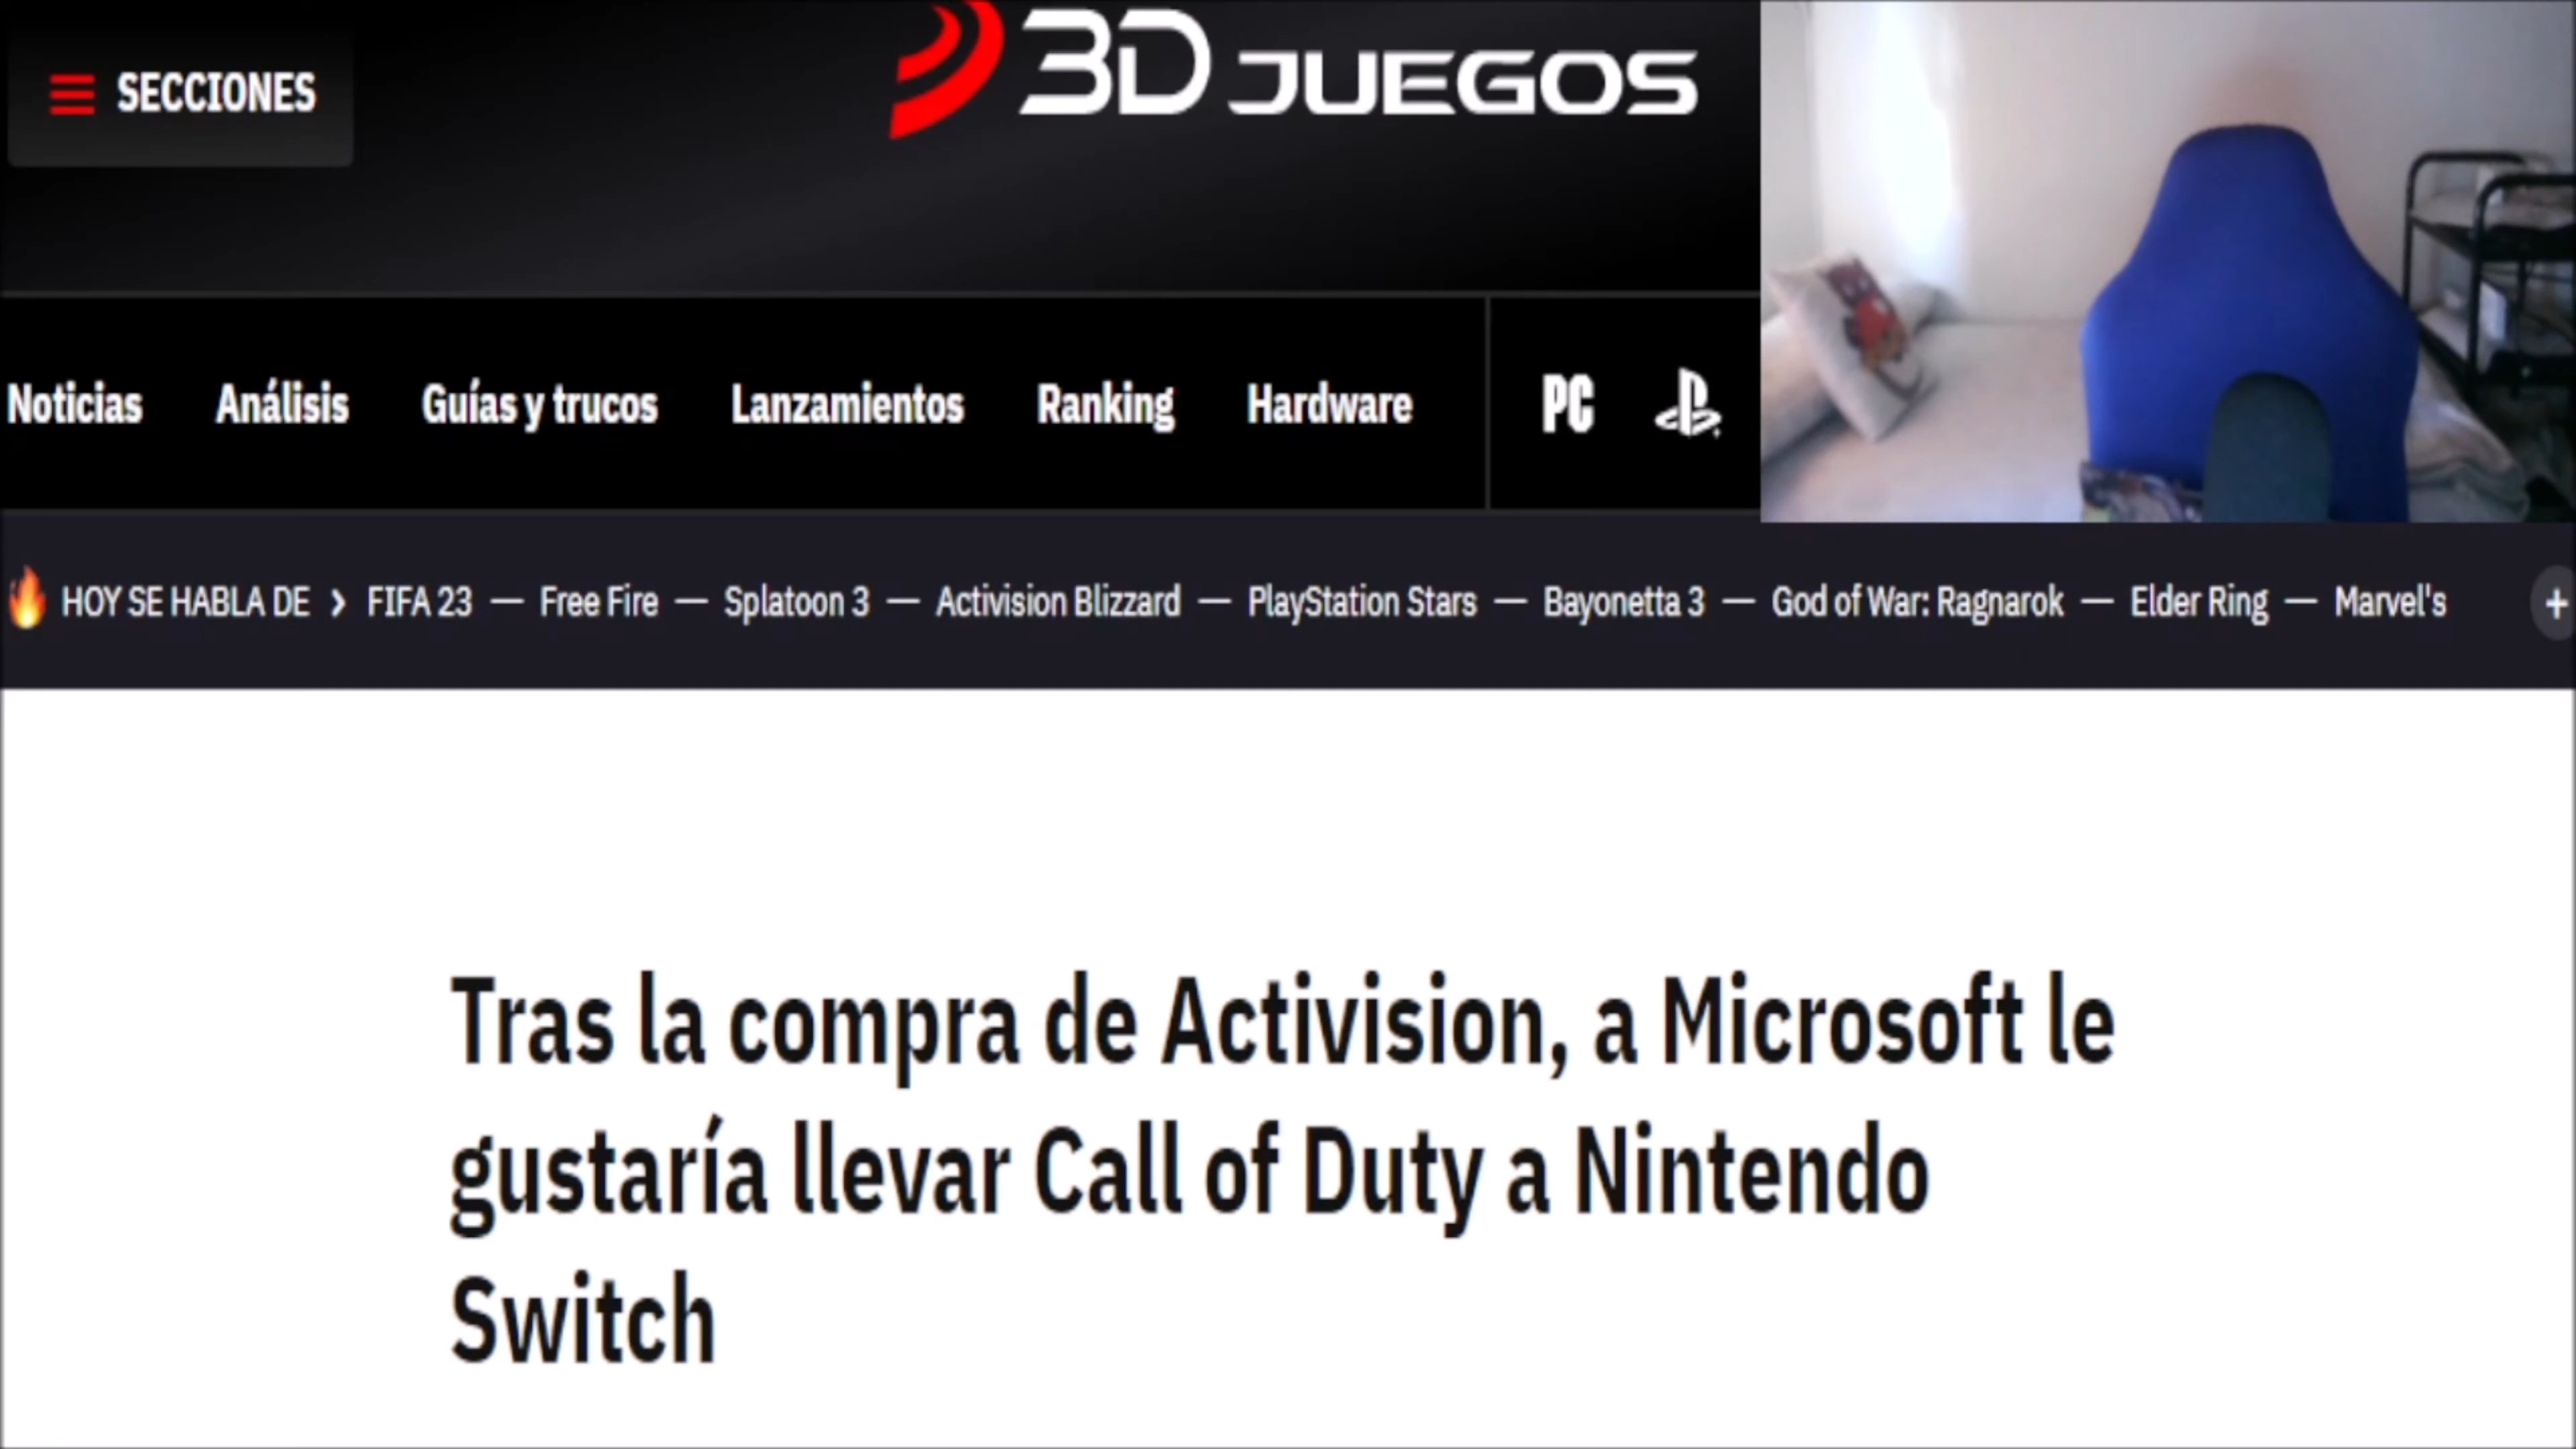 SECCIONES
3D JUEGOS
Noticias Análisis Guías y trucos Lanzamientos Ranking Hardware PC
HOY SE HABLA DE > FIFA 23 — Free Fire — Splatoon 3 — Activision Blizzard — PlayStation Stars — Bayonetta 3 — God of War: Ragnarok — Elder Ring — Marvel's +
Tras la compra de Activision, a Microsoft le
gustaría llevar Call of Duty a Nintendo
Switch